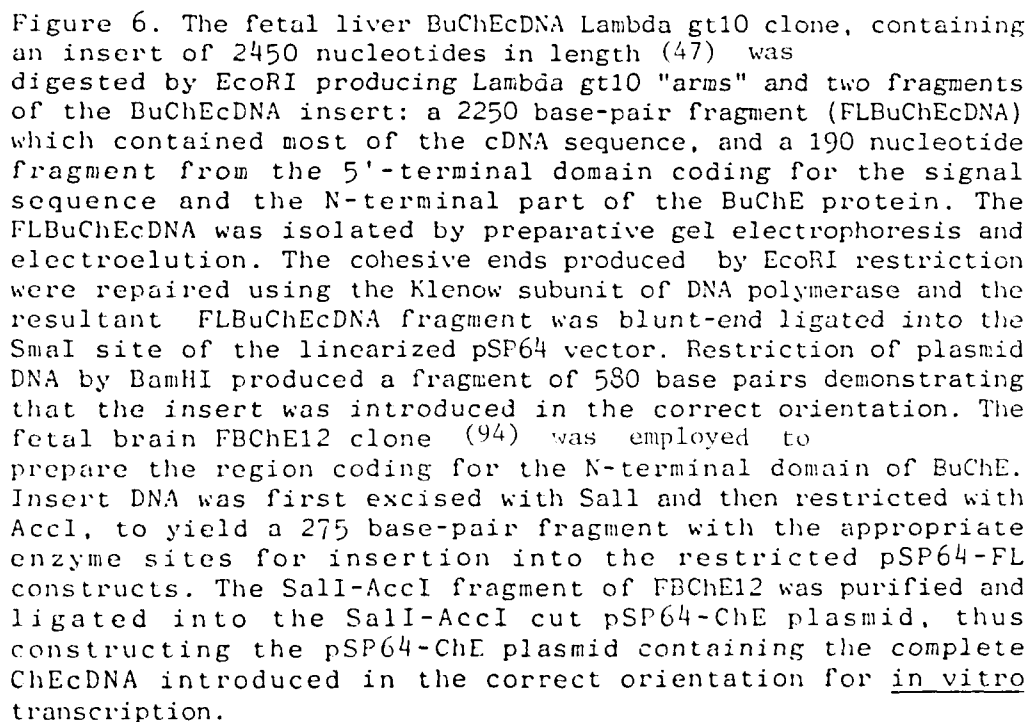 Figure 6. The fetal liver BuChEcDNA Lambda gt10 clone, containing
an insert of 2450 nucleotides in length (47) was
digested by EcoRI producing Lambda gt10 "arms" and two fragments
of the BuChEcDNA insert: a 2250 base-pair fragment (FLBuChEcDNA)
which contained most of the cDNA sequence, and a 190 nucleotide
fragment from the 5'-terminal domain coding for the signal
sequence and the N-terminal part of the BuChE protein. The
FLBuChEcDNA was isolated by preparative gel electrophoresis and
electroelution. The cohesive ends produced by EcoRI restriction
were repaired using the Klenow subunit of DNA polymerase and the
resultant FLBuChEcDNA fragment was blunt-end ligated into the
SmaI site of the linearized pSP64 vector. Restriction of plasmid
DNA by BamHI produced a fragment of 580 base pairs demonstrating
that the insert was introduced in the correct orientation. The
fetal brain FBChE12 clone (94) was employed to
prepare the region coding for the N-terminal domain of BuChE.
Insert DNA was first excised with SalI and then restricted with
AccI, to yield a 275 base-pair fragment with the appropriate
enzyme sites for insertion into the restricted pSP64-FL
constructs. The SalI-AccI fragment of FBChE12 was purified and
ligated into the SalI-AccI cut pSP64-ChE plasmid, thus
constructing the pSP64-ChE plasmid containing the complete
ChEcDNA introduced in the correct orientation for in vitro
transcription.